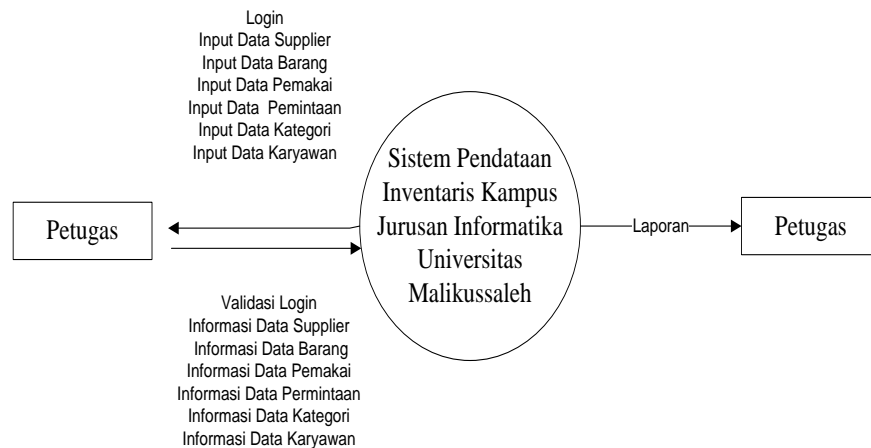 Login
Input Data Supplier
Input Data Barang
Input Data Pemakai
Input Data Pemintaan
Input Data Kategori
Input Data Karyawan
Petugas
Sistem Pendataan
Inventaris Kampus
Jurusan Informatika
Universitas
Malikussaleh
Laporan
Petugas
Validasi Login
Informasi Data Supplier
Informasi Data Barang
Informasi Data Pemakai
Informasi Data Permintaan
Informasi Data Kategori
Informasi Data Karyawan